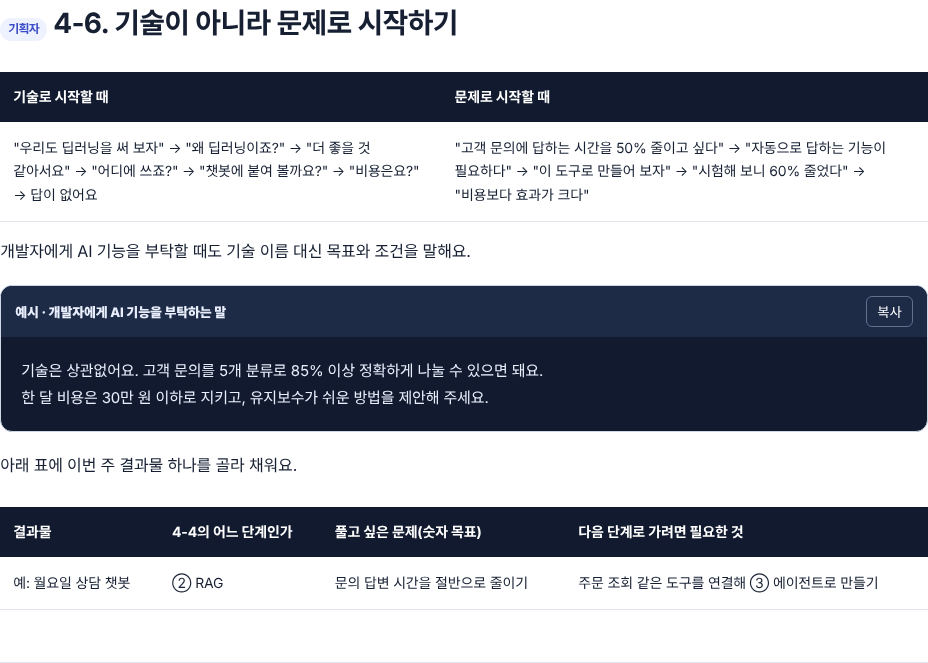 기획자 4-6. 기술이 아니라 문제로 시작하기
기술로 시작할 때 문제로 시작할 때
"우리도 딥러닝을 써 보자" → "왜 딥러닝이죠?" → "더 좋을 것
같아서요" → "어디에 쓰죠?" → "챗봇에 붙여 볼까요?" → "비용은요?"
→ 답이 없어요
"고객 문의에 답하는 시간을 50% 줄이고 싶다" → "자동으로 답하는 기능이
필요하다" → "이 도구로 만들어 보자" → "시험해 보니 60% 줄었다" →
"비용보다 효과가 크다"
개발자에게 AI 기능을 부탁할 때도 기술 이름 대신 목표와 조건을 말해요.
예시 · 개발자에게 AI 기능을 부탁하는 말 복사
기술은 상관없어요. 고객 문의를 5개 분류로 85% 이상 정확하게 나눌 수 있으면 돼요.
한 달 비용은 30만 원 이하로 지키고, 유지보수가 쉬운 방법을 제안해 주세요.
아래 표에 이번 주 결과물 하나를 골라 채워요.
결과물 4-4의 어느 단계인가 풀고 싶은 문제(숫자 목표) 다음 단계로 가려면 필요한 것
예: 월요일 상담 챗봇 ② RAG 문의 답변 시간을 절반으로 줄이기 주문 조회 같은 도구를 연결해 ③ 에이전트로 만들기